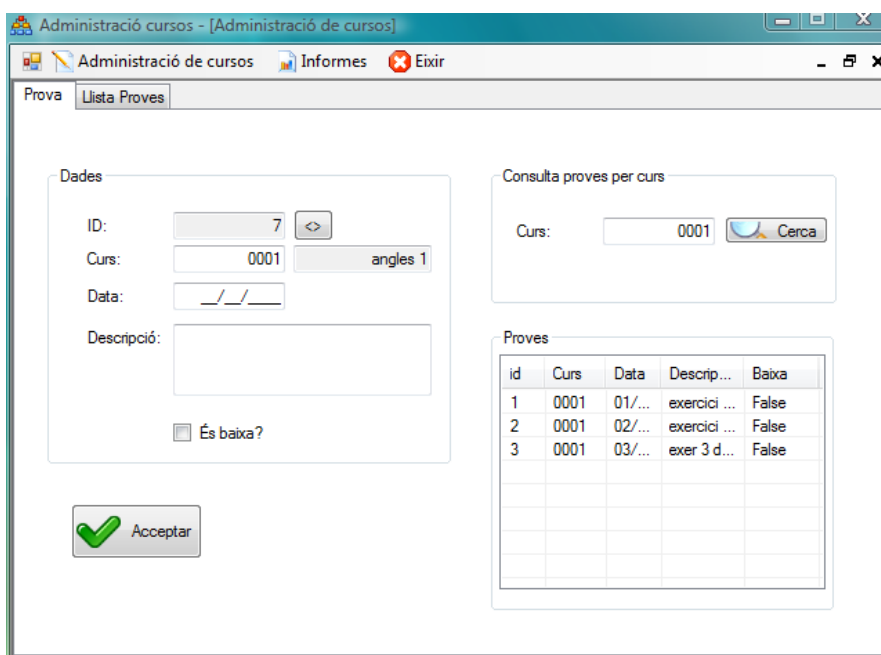 Administració cursos - [Administració de cursos]
Administració de cursos Informes Eixir
Prova Llista Proves
Dades
ID: 7 <>
Curs: 0001 angles 1
Data: __/__/____
Descripció:
És baixa?
Acceptar
Consulta proves per curs
Curs: 0001 Cerca
Proves
id Curs Data Descrip... Baixa
1 0001 01/... exercici ... False
2 0001 02/... exercici ... False
3 0001 03/... exer 3 d... False